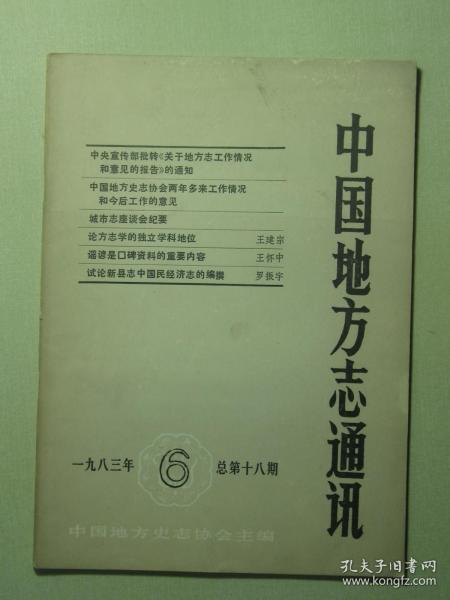 中国地方志通讯
中央宣传部批转《关于地方志工作情况
和意见的报告》的通知
中国地方史志协会两年多来工作情况
和今后工作的意见
城市志座谈会纪要
论方志学的独立学科地位 王建宗
谣谚是口碑资料的重要内容 王怀中
试论新县志中国民经济志的编撰 罗振宇
一九八三年 6 总第十八期
中国地方史志协会主编
孔夫子旧书网
www.kongfz.com